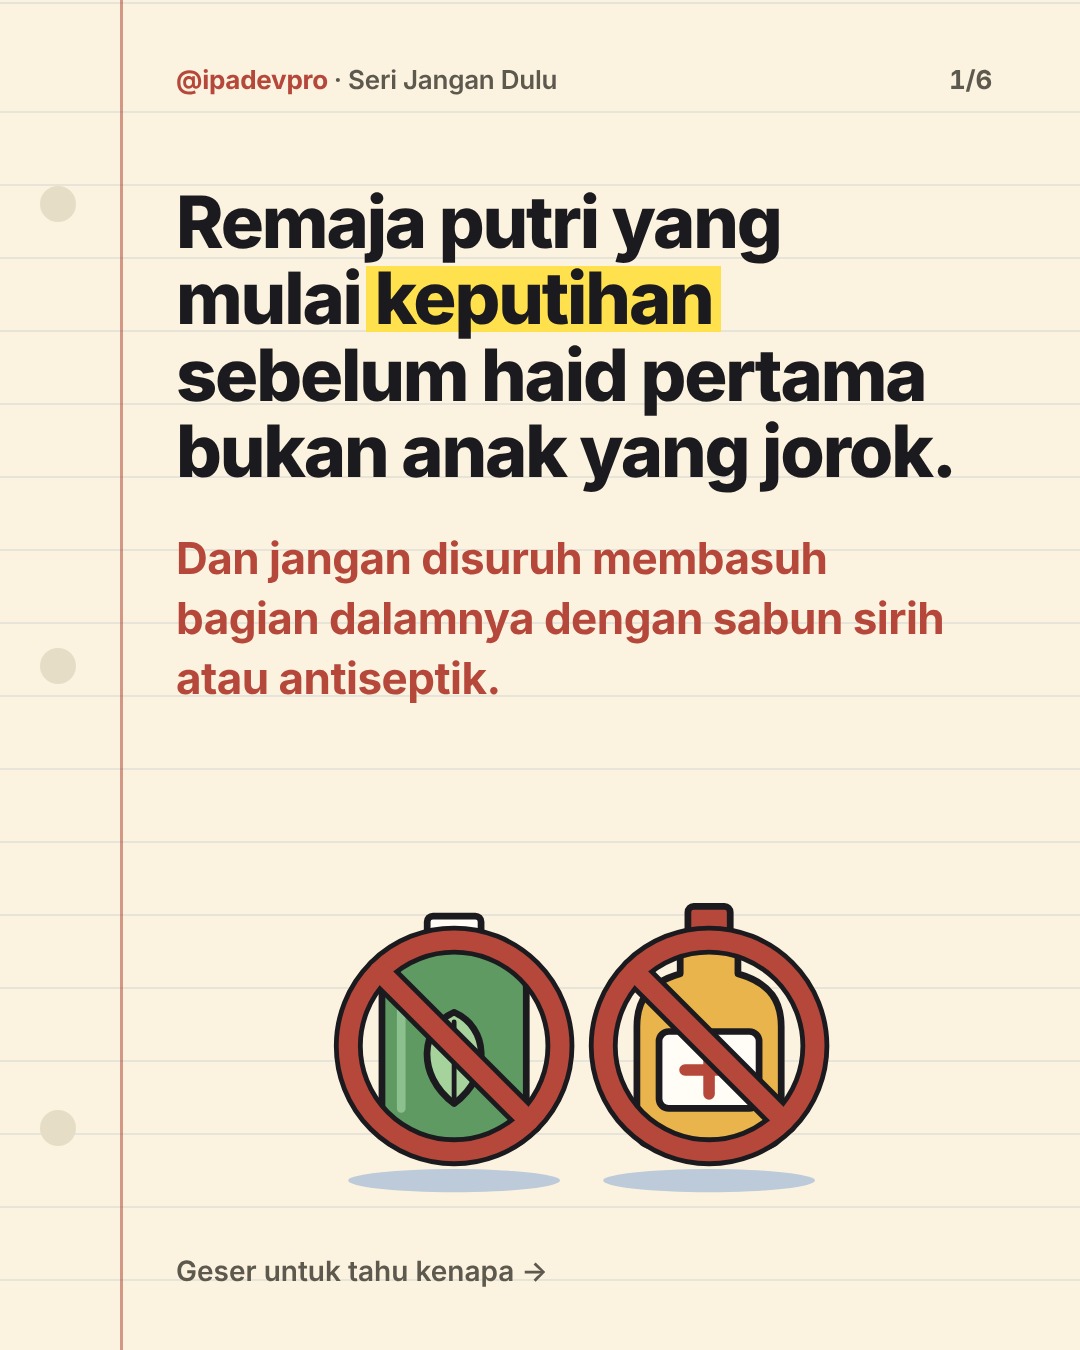 @ipadevpro · Seri Jangan Dulu
1/6
Remaja putri yang
mulai keputihan
sebelum haid pertama
bukan anak yang jorok.
Dan jangan disuruh membasuh
bagian dalamnya dengan sabun sirih
atau antiseptik.
Geser untuk tahu kenapa →